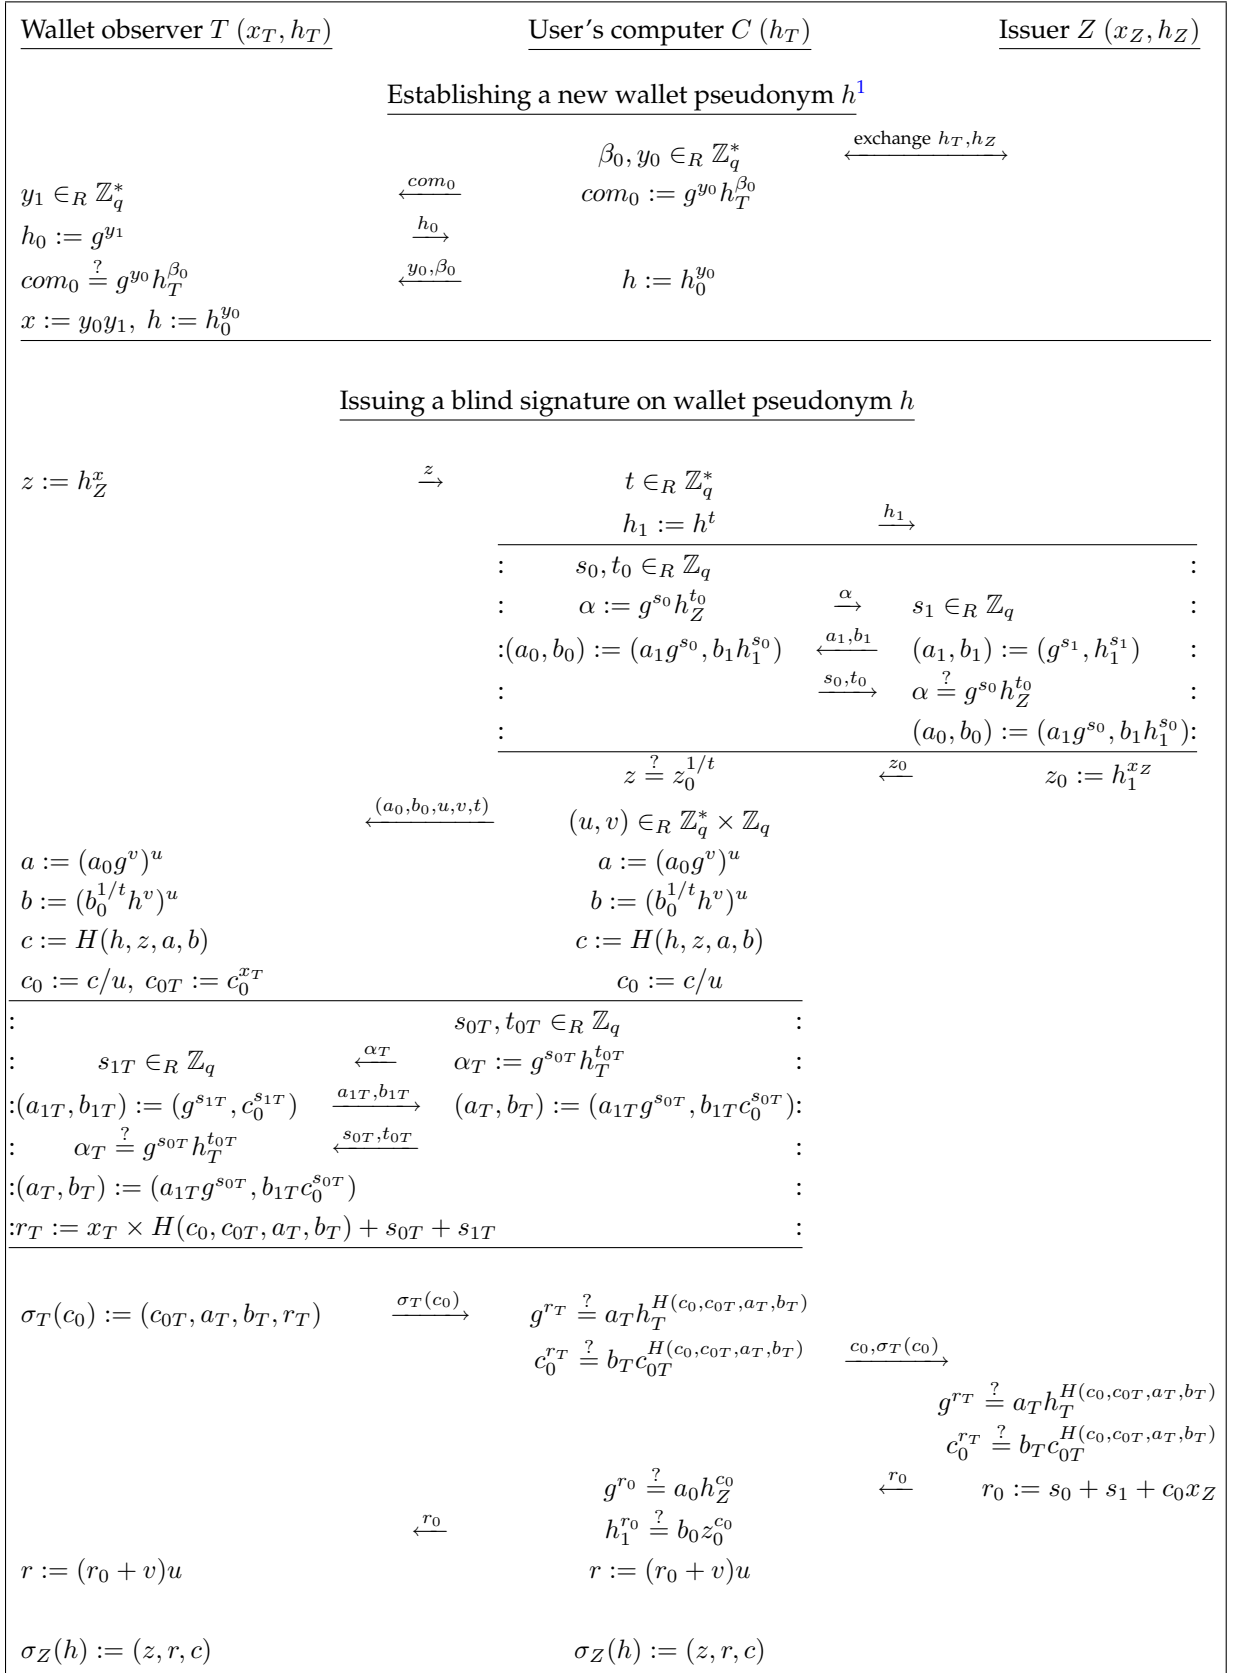 Wallet observer T (x_T, h_T) User's computer C (h_T) Issuer Z (x_Z, h_Z)
Establishing a new wallet pseudonym h^1
β_0, y_0 ∈_R ℤ_q^* ⟷ exchange h_T,h_Z
y_1 ∈_R ℤ_q^* ⟵ com_0 com_0 := g^{y_0} h_T^{β_0}
h_0 := g^{y_1} ⟶ h_0
com_0 ?= g^{y_0} h_T^{β_0} ⟵ y_0,β_0 h := h_0^{y_0}
x := y_0y_1, h := h_0^{y_0}
Issuing a blind signature on wallet pseudonym h
z := h_Z^x ⟶ z t ∈_R ℤ_q^*
h_1 := h^t ⟶ h_1
: s_0, t_0 ∈_R ℤ_q :
: α := g^{s_0} h_Z^{t_0} ⟶ α s_1 ∈_R ℤ_q :
:(a_0, b_0) := (a_1g^{s_0}, b_1h_1^{s_0}) ⟵ a_1,b_1 (a_1, b_1) := (g^{s_1}, h_1^{s_1}) :
: ⟶ s_0,t_0 α ?= g^{s_0} h_Z^{t_0} :
: (a_0, b_0) := (a_1g^{s_0}, b_1h_1^{s_0}):
z ?= z_0^{1/t} ⟵ z_0 z_0 := h_1^{x_Z}
⟵ (a_0,b_0,u,v,t) (u, v) ∈_R ℤ_q^* × ℤ_q
a := (a_0g^v)^u a := (a_0g^v)^u
b := (b_0^{1/t} h^v)^u b := (b_0^{1/t} h^v)^u
c := H(h, z, a, b) c := H(h, z, a, b)
c_0 := c/u, c_{0T} := c_0^{x_T} c_0 := c/u
: s_{0T}, t_{0T} ∈_R ℤ_q :
: s_{1T} ∈_R ℤ_q ⟵ α_T α_T := g^{s_{0T}} h_T^{t_{0T}} :
:(a_{1T}, b_{1T}) := (g^{s_{1T}}, c_0^{s_{1T}}) ⟶ a_{1T},b_{1T} (a_T, b_T) := (a_{1T}g^{s_{0T}}, b_{1T}c_0^{s_{0T}}):
: α_T ?= g^{s_{0T}} h_T^{t_{0T}} ⟵ s_{0T},t_{0T} :
:(a_T, b_T) := (a_{1T}g^{s_{0T}}, b_{1T}c_0^{s_{0T}}) :
:r_T := x_T × H(c_0, c_{0T}, a_T, b_T) + s_{0T} + s_{1T} :
σ_T(c_0) := (c_{0T}, a_T, b_T, r_T) ⟶ σ_T(c_0) g^{r_T} ?= a_T h_T^{H(c_0,c_{0T},a_T,b_T)}
c_0^{r_T} ?= b_T c_{0T}^{H(c_0,c_{0T},a_T,b_T)} ⟶ c_0,σ_T(c_0)
g^{r_T} ?= a_T h_T^{H(c_0,c_{0T},a_T,b_T)}
c_0^{r_T} ?= b_T c_{0T}^{H(c_0,c_{0T},a_T,b_T)}
g^{r_0} ?= a_0 h_Z^{c_0} ⟵ r_0 r_0 := s_0 + s_1 + c_0x_Z
⟵ r_0 h_1^{r_0} ?= b_0 z_0^{c_0}
r := (r_0 + v)u r := (r_0 + v)u
σ_Z(h) := (z, r, c) σ_Z(h) := (z, r, c)